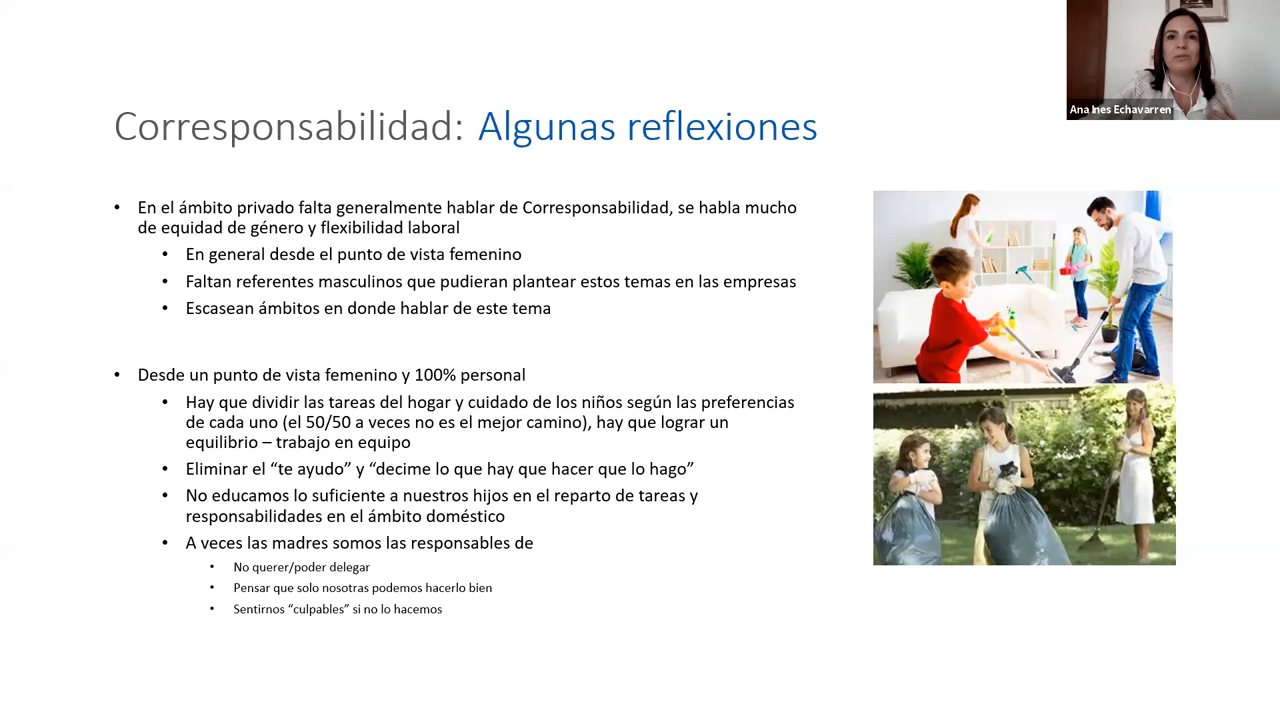 Ana Ines Echavarren
Corresponsabilidad: Algunas reflexiones
• En el ámbito privado falta generalmente hablar de Corresponsabilidad, se habla mucho
de equidad de género y flexibilidad laboral
• En general desde el punto de vista femenino
• Faltan referentes masculinos que pudieran plantear estos temas en las empresas
• Escasean ámbitos en donde hablar de este tema
• Desde un punto de vista femenino y 100% personal
• Hay que dividir las tareas del hogar y cuidado de los niños según las preferencias
de cada uno (el 50/50 a veces no es el mejor camino), hay que lograr un
equilibrio – trabajo en equipo
• Eliminar el “te ayudo” y “decime lo que hay que hacer que lo hago”
• No educamos lo suficiente a nuestros hijos en el reparto de tareas y
responsabilidades en el ámbito doméstico
• A veces las madres somos las responsables de
• No querer/poder delegar
• Pensar que solo nosotras podemos hacerlo bien
• Sentirnos “culpables” si no lo hacemos